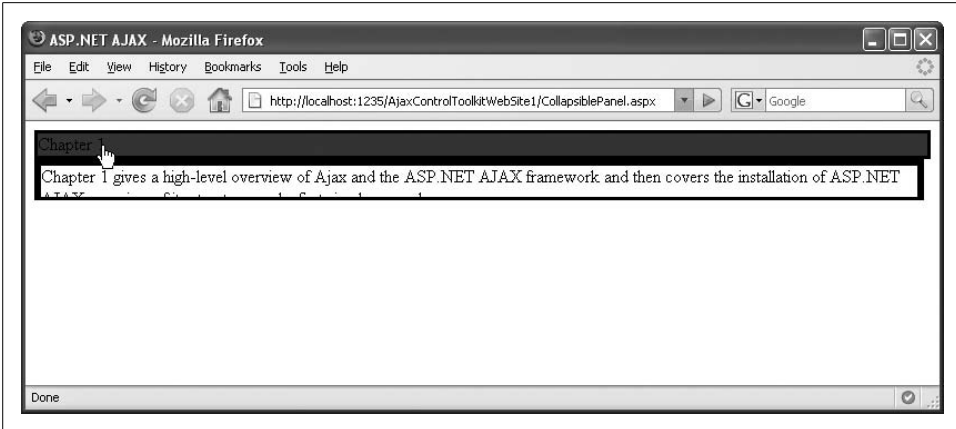 ASP.NET AJAX - Mozilla Firefox
File Edit View History Bookmarks Tools Help
http://localhost:1235/AjaxControlToolkitWebSite1/CollapsiblePanel.aspx G Google
Chapter 1
Chapter 1 gives a high-level overview of Ajax and the ASP.NET AJAX framework and then covers the installation of ASP.NET
AJAX
Done